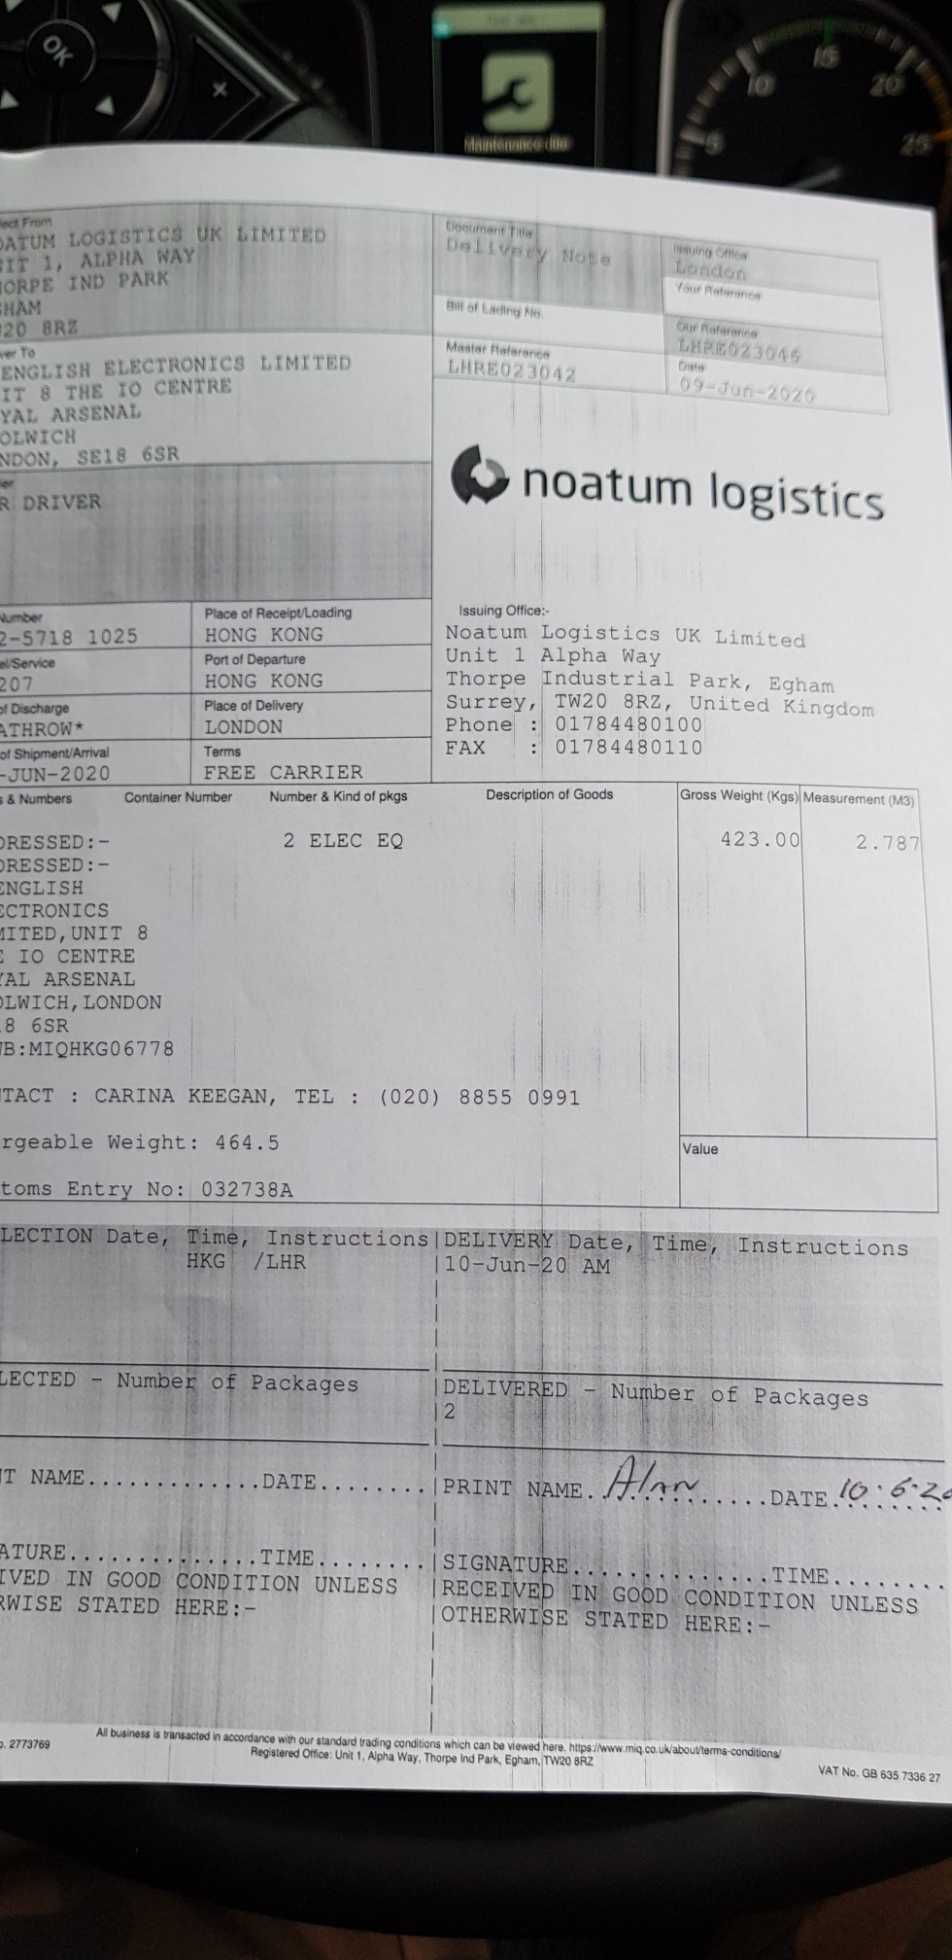 OK
10
15
20
5
25
Maintenance due
ect From
OATUM LOGISTICS UK LIMITED
IT 1, ALPHA WAY
ORPE IND PARK
HAM
20 8RZ
ver To
ENGLISH ELECTRONICS LIMITED
IT 8 THE IO CENTRE
YAL ARSENAL
OLWICH
NDON, SE18 6SR
R DRIVER
Document Title
Delivery Note
Issuing Office
London
Your Reference
Bill of Lading No.
Our Reference
LHRE023046
Master Reference
LHRE023042
Date
09-Jun-2020
noatum logistics
Number
2-5718 1025
Place of Receipt/Loading
HONG KONG
el/Service
207
Port of Departure
HONG KONG
of Discharge
ATHROW*
Place of Delivery
LONDON
of Shipment/Arrival
-JUN-2020
Terms
FREE CARRIER
Issuing Office:-
Noatum Logistics UK Limited
Unit 1 Alpha Way
Thorpe Industrial Park, Egham
Surrey, TW20 8RZ, United Kingdom
Phone : 01784480100
FAX : 01784480110
s & Numbers Container Number Number & Kind of pkgs Description of Goods Gross Weight (Kgs) Measurement (M3)
DRESSED:- 2 ELEC EQ 423.00 2.787
DRESSED:-
ENGLISH
ECTRONICS
MITED,UNIT 8
E IO CENTRE
YAL ARSENAL
OLWICH,LONDON
18 6SR
WB:MIQHKG06778
NTACT : CARINA KEEGAN, TEL : (020) 8855 0991
rgeable Weight: 464.5
Value
toms Entry No: 032738A
LECTION Date, Time, Instructions
HKG /LHR
DELIVERY Date, Time, Instructions
10-Jun-20 AM
LECTED - Number of Packages
DELIVERED - Number of Packages
2
T NAME.............DATE........
PRINT NAME. Alan ..........DATE. 10.6.20
ATURE..............TIME........
IVED IN GOOD CONDITION UNLESS
RWISE STATED HERE:-
SIGNATURE..............TIME........
RECEIVED IN GOOD CONDITION UNLESS
OTHERWISE STATED HERE:-
o. 2773769
All business is transacted in accordance with our standard trading conditions which can be viewed here. https://www.miq.co.uk/about/terms-conditions/
Registered Office: Unit 1, Alpha Way, Thorpe Ind Park, Egham, TW20 8RZ
VAT No. GB 635 7336 27